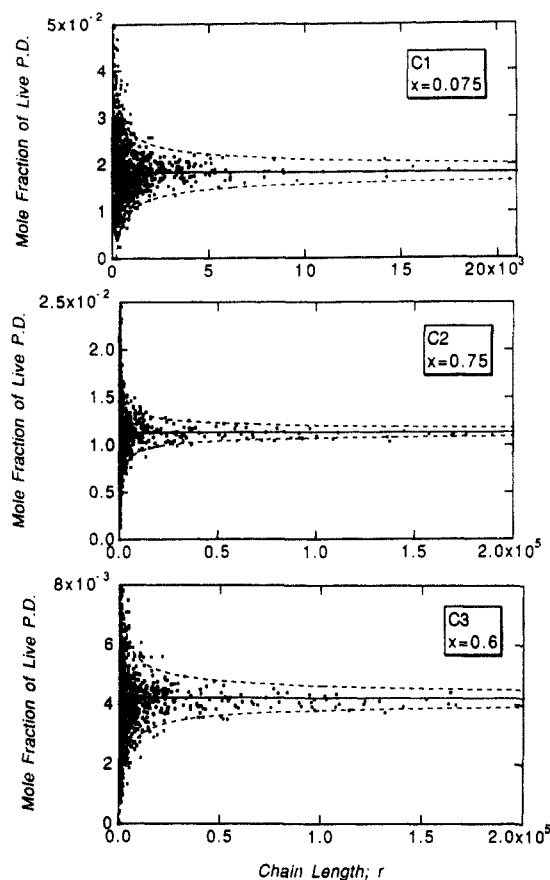 5x10⁻²
4
3
2
1
0
Mole Fraction of Live P.D.
C1
x=0.075
0
5
10
15
20x10³
2.5x10⁻²
2.0
1.5
1.0
0.5
0.0
Mole Fraction of Live P.D.
C2
x=0.75
0.0
0.5
1.0
1.5
2.0x10⁵
8x10⁻³
6
4
2
0
Mole Fraction of Live P.D.
C3
x=0.6
0.0
0.5
1.0
1.5
2.0x10⁵
Chain Length; r